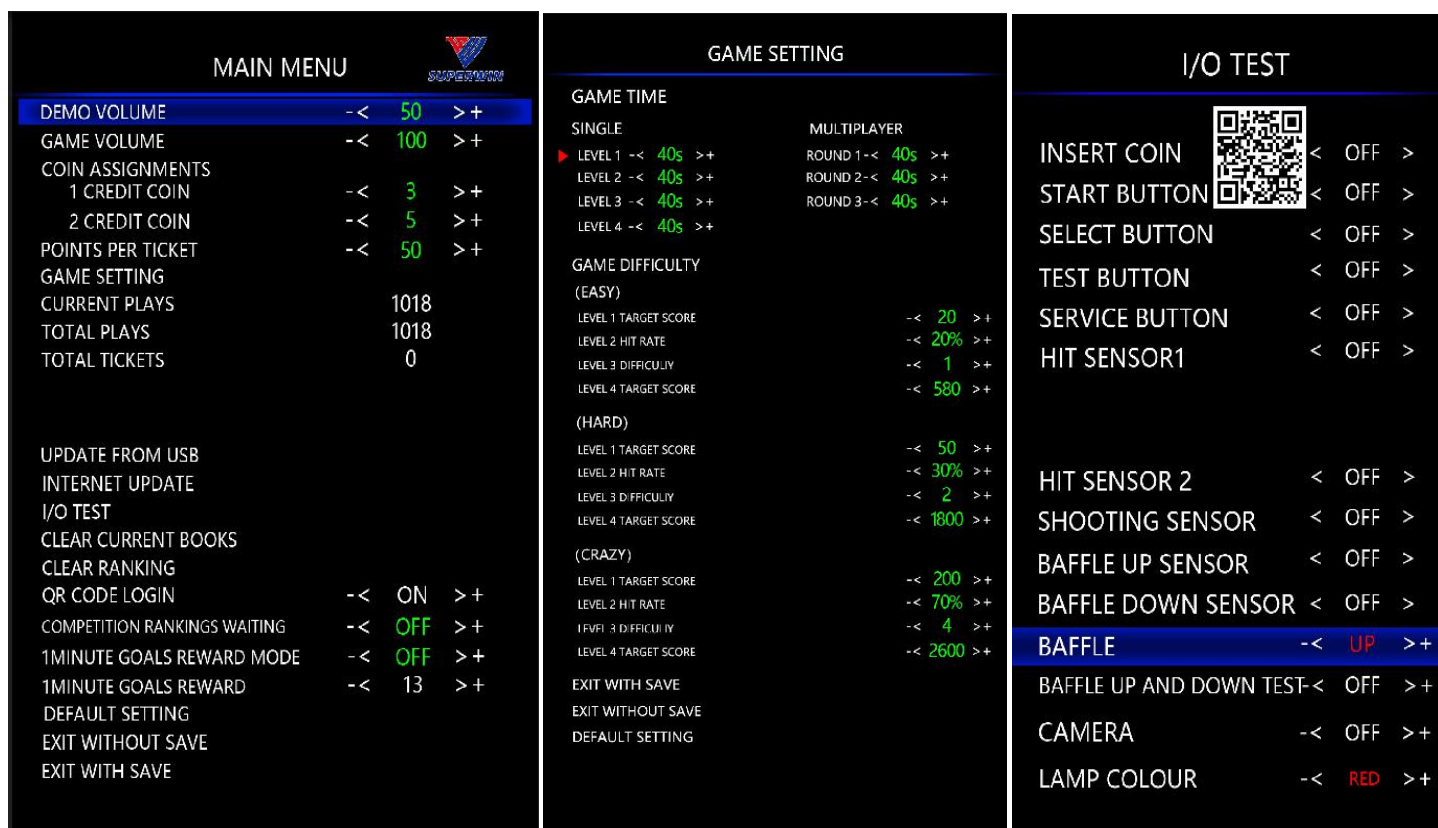 MAIN MENU
SUPERWIN
DEMO VOLUME -< 50 >+
GAME VOLUME -< 100 >+
COIN ASSIGNMENTS
1 CREDIT COIN -< 3 >+
2 CREDIT COIN -< 5 >+
POINTS PER TICKET -< 50 >+
GAME SETTING
CURRENT PLAYS 1018
TOTAL PLAYS 1018
TOTAL TICKETS 0
UPDATE FROM USB
INTERNET UPDATE
I/O TEST
CLEAR CURRENT BOOKS
CLEAR RANKING
QR CODE LOGIN -< ON >+
COMPETITION RANKINGS WAITING -< OFF >+
1MINUTE GOALS REWARD MODE -< OFF >+
1MINUTE GOALS REWARD -< 13 >+
DEFAULT SETTING
EXIT WITHOUT SAVE
EXIT WITH SAVE
GAME SETTING
GAME TIME
SINGLE MULTIPLAYER
LEVEL 1 -< 40s >+ ROUND 1-< 40s >+
LEVEL 2 -< 40s >+ ROUND 2-< 40s >+
LEVEL 3 -< 40s >+ ROUND 3-< 40s >+
LEVEL 4 -< 40s >+
GAME DIFFICULTY
(EASY)
LEVEL 1 TARGET SCORE -< 20 >+
LEVEL 2 HIT RATE -< 20% >+
LEVEL 3 DIFFICULIY -< 1 >+
LEVEL 4 TARGET SCORE -< 580 >+
(HARD)
LEVEL 1 TARGET SCORE -< 50 >+
LEVEL 2 HIT RATE -< 30% >+
LEVEL 3 DIFFICULIY -< 2 >+
LEVEL 4 TARGET SCORE -< 1800 >+
(CRAZY)
LEVEL 1 TARGET SCORE -< 200 >+
LEVEL 2 HIT RATE -< 70% >+
LEVEL 3 DIFFICULIY -< 4 >+
LEVEL 4 TARGET SCORE -< 2600 >+
EXIT WITH SAVE
EXIT WITHOUT SAVE
DEFAULT SETTING
I/O TEST
INSERT COIN < OFF >
START BUTTON < OFF >
SELECT BUTTON < OFF >
TEST BUTTON < OFF >
SERVICE BUTTON < OFF >
HIT SENSOR1 < OFF >
HIT SENSOR 2 < OFF >
SHOOTING SENSOR < OFF >
BAFFLE UP SENSOR < OFF >
BAFFLE DOWN SENSOR < OFF >
BAFFLE -< UP >+
BAFFLE UP AND DOWN TEST-< OFF >+
CAMERA -< OFF >+
LAMP COLOUR -< RED >+